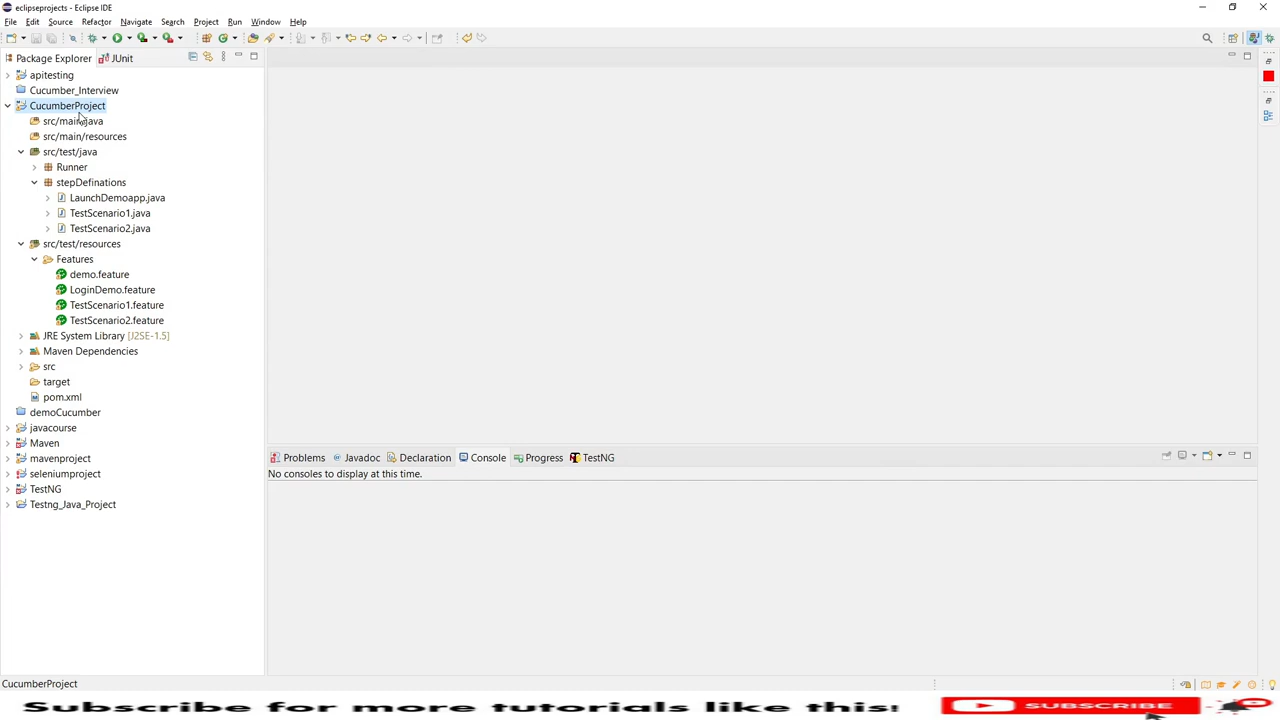 eclipseprojects - Eclipse IDE
File Edit Source Refactor Navigate Search Project Run Window Help
Package Explorer JUnit
apitesting
Cucumber_Interview
CucumberProject
src/main/java
src/main/resources
src/test/java
Runner
stepDefinations
LaunchDemoapp.java
TestScenario1.java
TestScenario2.java
src/test/resources
Features
demo.feature
LoginDemo.feature
TestScenario1.feature
TestScenario2.feature
JRE System Library [J2SE-1.5]
Maven Dependencies
src
target
pom.xml
demoCucumber
javacourse
Maven
mavenproject
seleniumproject
TestNG
Testng_Java_Project
Problems Javadoc Declaration Console Progress TestNG
No consoles to display at this time.
CucumberProject
Subscribe for more tutorials like this! SUBSCRIBE